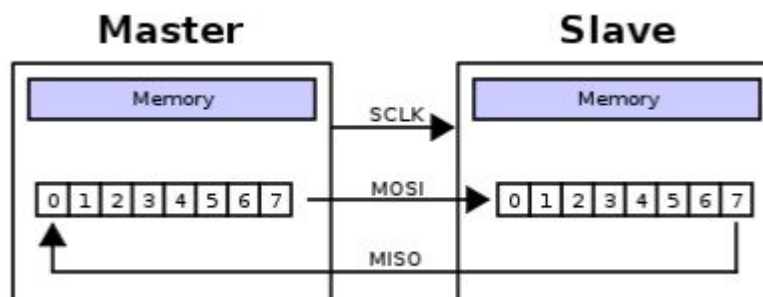 Master Slave
Memory Memory
SCLK
0 1 2 3 4 5 6 7 MOSI 0 1 2 3 4 5 6 7
MISO